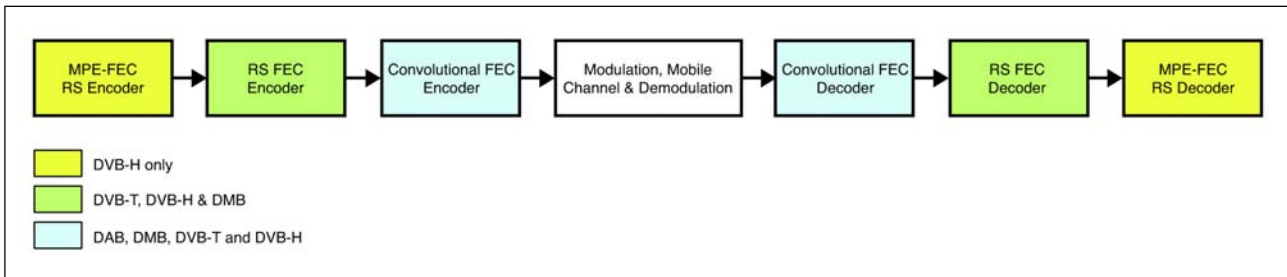 MPE-FEC
RS Encoder
RS FEC
Encoder
Convolutional FEC
Encoder
Modulation, Mobile
Channel & Demodulation
Convolutional FEC
Decoder
RS FEC
Decoder
MPE-FEC
RS Decoder
DVB-H only
DVB-T, DVB-H & DMB
DAB, DMB, DVB-T and DVB-H